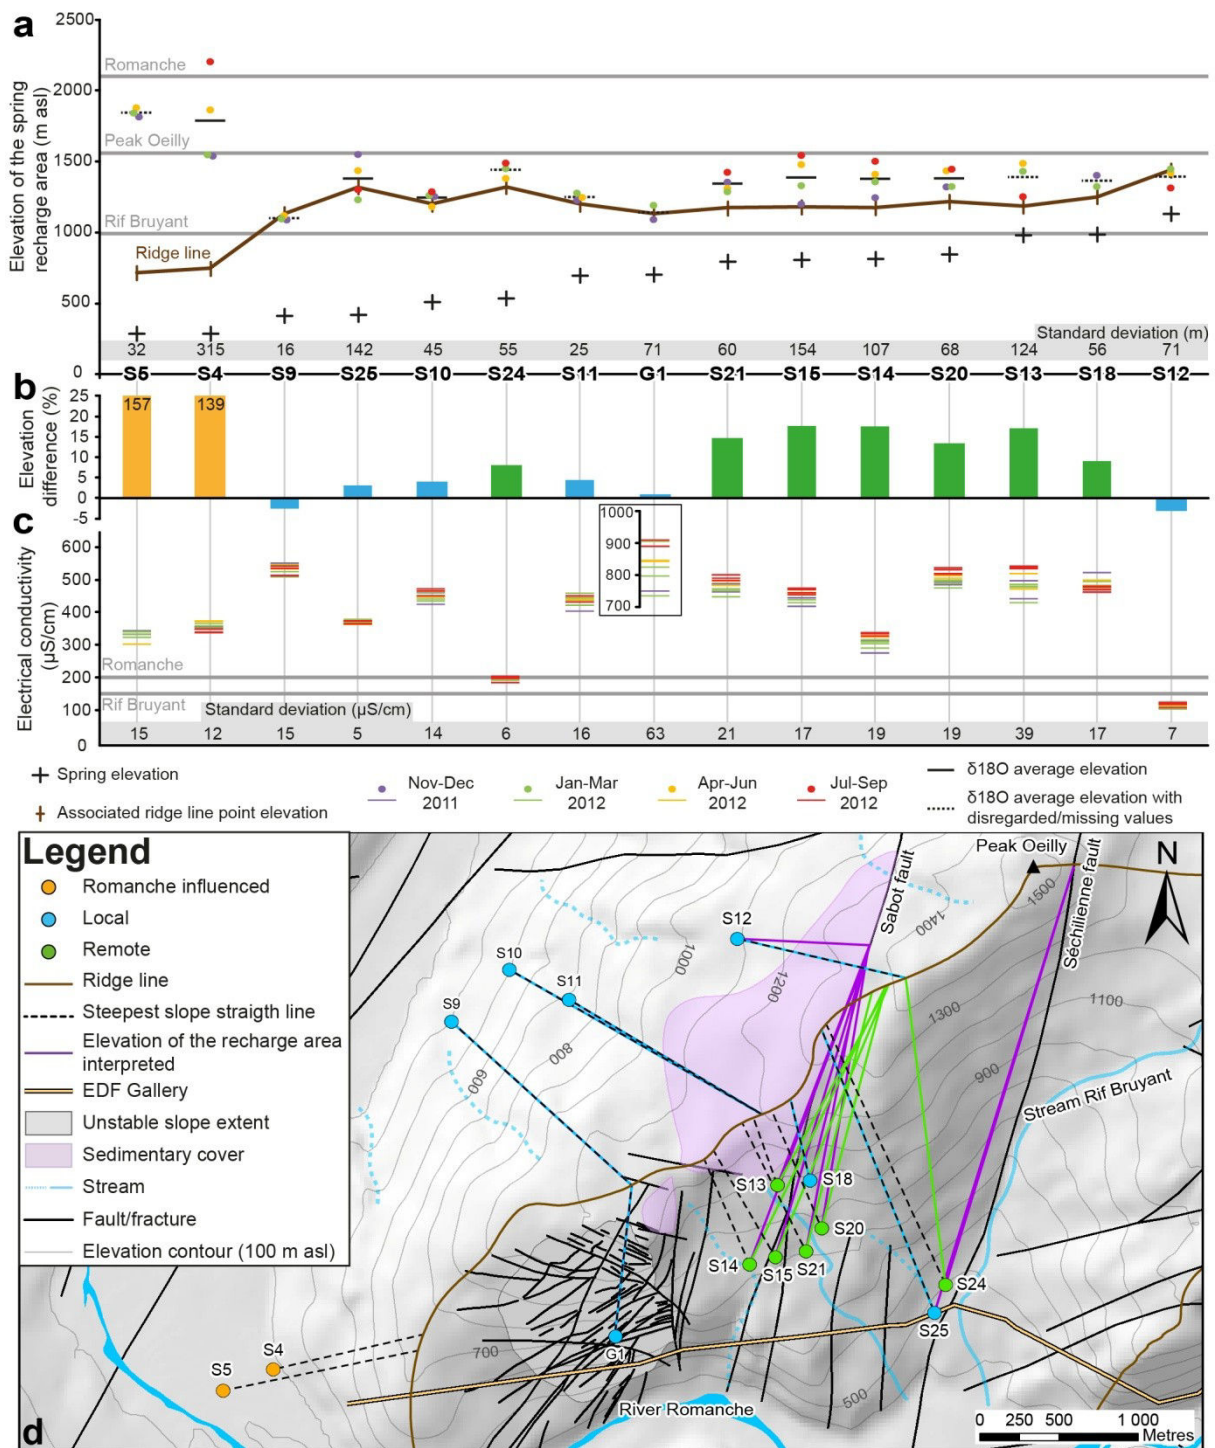 a
Elevation of the spring
recharge area (m asl)
2500
2000
1500
1000
500
0
Romanche
Peak Oeilly
Rif Bruyant
Ridge line
Standard deviation (m)
32 315 16 142 45 55 25 71 60 154 107 68 124 56 71
S5 S4 S9 S25 S10 S24 S11 G1 S21 S15 S14 S20 S13 S18 S12
b
Elevation
difference (%)
25
20
15
10
5
0
-5
157 139
c
Electrical conductivity
(µS/cm)
600
500
400
300
200
100
0
1000
900
800
700
Romanche
Rif Bruyant
Standard deviation (µS/cm)
15 12 15 5 14 6 16 63 21 17 19 19 39 17 7
Spring elevation
Associated ridge line point elevation
Nov-Dec
2011
Jan-Mar
2012
Apr-Jun
2012
Jul-Sep
2012
δ18O average elevation
δ18O average elevation with
disregarded/missing values
Legend
Romanche influenced
Local
Remote
Ridge line
Steepest slope straigth line
Elevation of the recharge area
interpreted
EDF Gallery
Unstable slope extent
Sedimentary cover
Stream
Fault/fracture
Elevation contour (100 m asl)
Peak Oeilly
N
Sabot fault
Séchilienne fault
1500
1400
S12
1000
S10
S11
1200
S9
1300
1100
800
600
900
Stream Rif Bruyant
S13
S18
S20
S14
S15
S21
S24
S25
S4
S5
700
G1
500
River Romanche
0 250 500 1 000
Metres
d